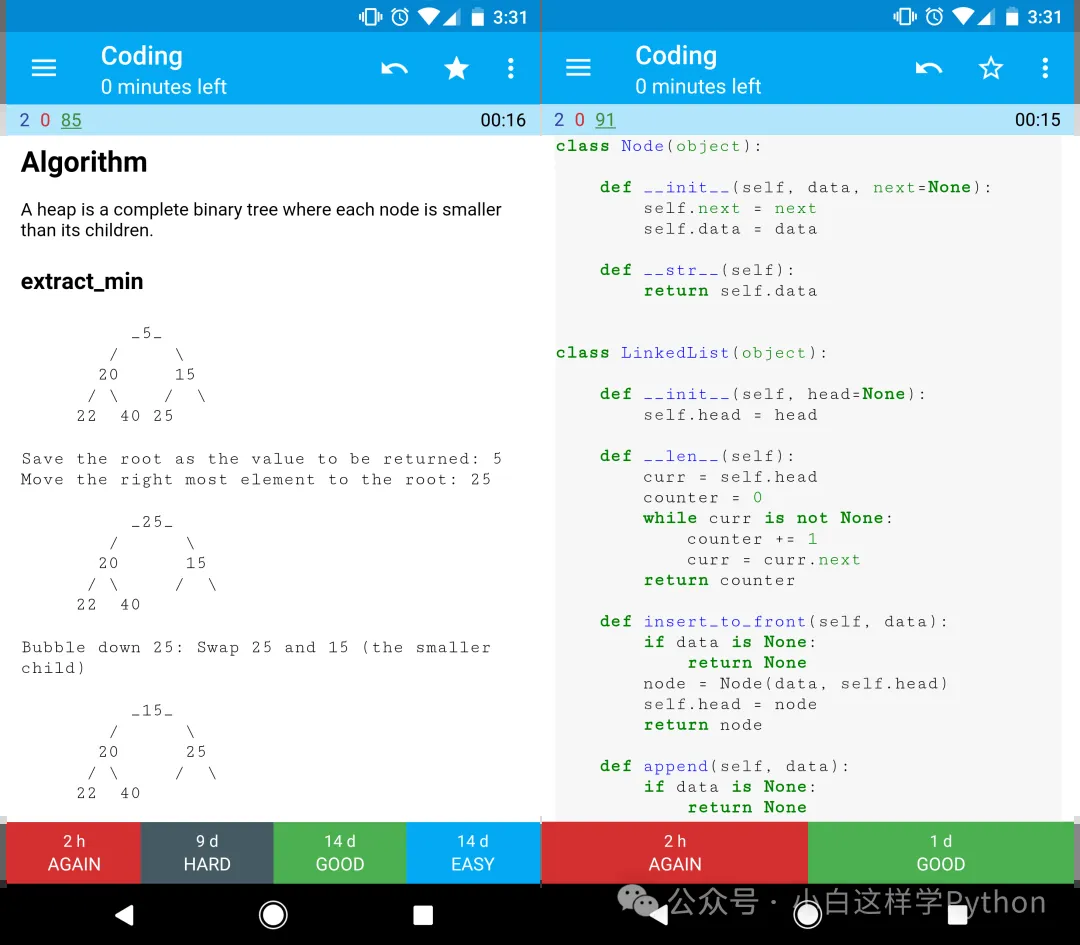 3:31
Coding
0 minutes left
2 0 85 00:16
Algorithm
A heap is a complete binary tree where each node is smaller
than its children.
extract_min
_5_
/ \
20 15
/ \ / \
22 40 25
Save the root as the value to be returned: 5
Move the right most element to the root: 25
_25_
/ \
20 15
/ \ / \
22 40
Bubble down 25: Swap 25 and 15 (the smaller
child)
_15_
/ \
20 25
/ \ / \
22 40
2 h 9 d 14 d 14 d
AGAIN HARD GOOD EASY
3:31
Coding
0 minutes left
2 0 91 00:15
class Node(object):
def __init__(self, data, next=None):
self.next = next
self.data = data
def __str__(self):
return self.data
class LinkedList(object):
def __init__(self, head=None):
self.head = head
def __len__(self):
curr = self.head
counter = 0
while curr is not None:
counter += 1
curr = curr.next
return counter
def insert_to_front(self, data):
if data is None:
return None
node = Node(data, self.head)
self.head = node
return node
def append(self, data):
if data is None:
return None
2 h 1 d
AGAIN GOOD
公众号 · 小白这样学Python